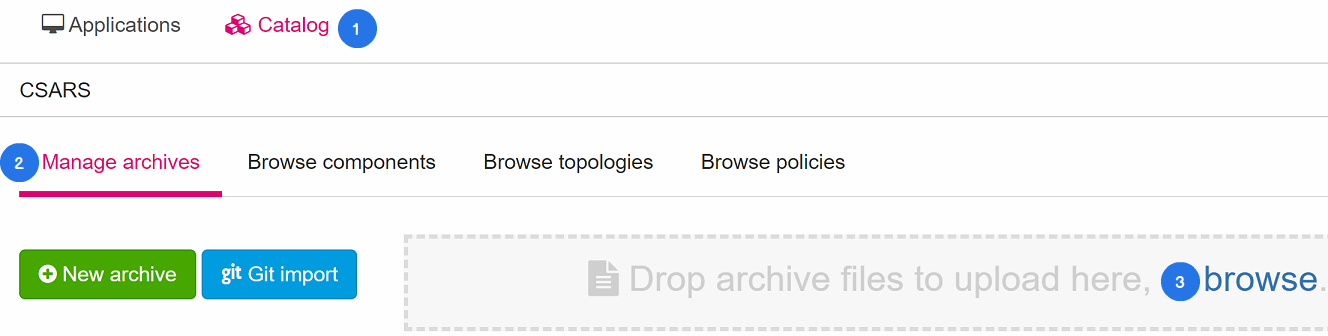 Applications Catalog 1
CSARS
2 Manage archives Browse components Browse topologies Browse policies
New archive git Git import Drop archive files to upload here, 3 browse.